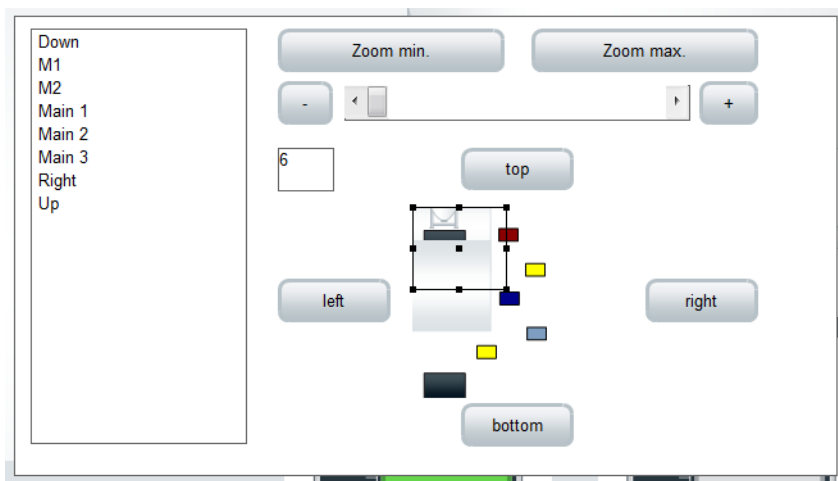 Down
M1
M2
Main 1
Main 2
Main 3
Right
Up
Zoom min.
Zoom max.
-
+
6
top
left
right
bottom